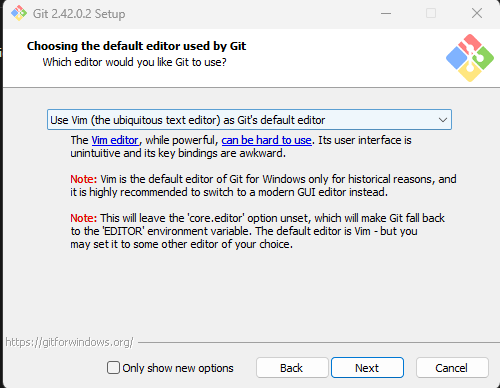 Git 2.42.0.2 Setup
Choosing the default editor used by Git
Which editor would you like Git to use?
Use Vim (the ubiquitous text editor) as Git's default editor
The Vim editor, while powerful, can be hard to use. Its user interface is
unintuitive and its key bindings are awkward.
Note: Vim is the default editor of Git for Windows only for historical reasons, and
it is highly recommended to switch to a modern GUI editor instead.
Note: This will leave the 'core.editor' option unset, which will make Git fall back
to the 'EDITOR' environment variable. The default editor is Vim - but you
may set it to some other editor of your choice.
https://gitforwindows.org/
Only show new options
Back
Next
Cancel